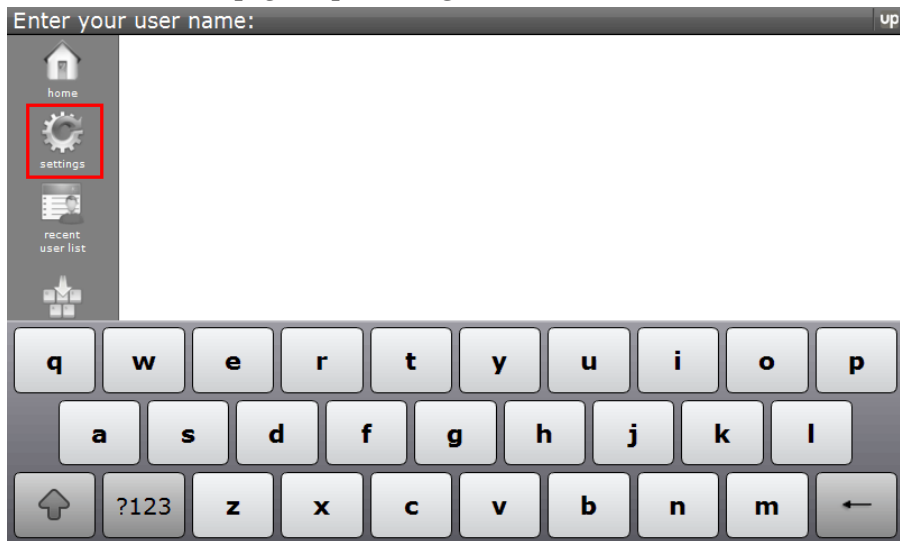 Enter your user name:
up
home
settings
recent
user list
q w e r t y u i o p
a s d f g h j k l
?123 z x c v b n m